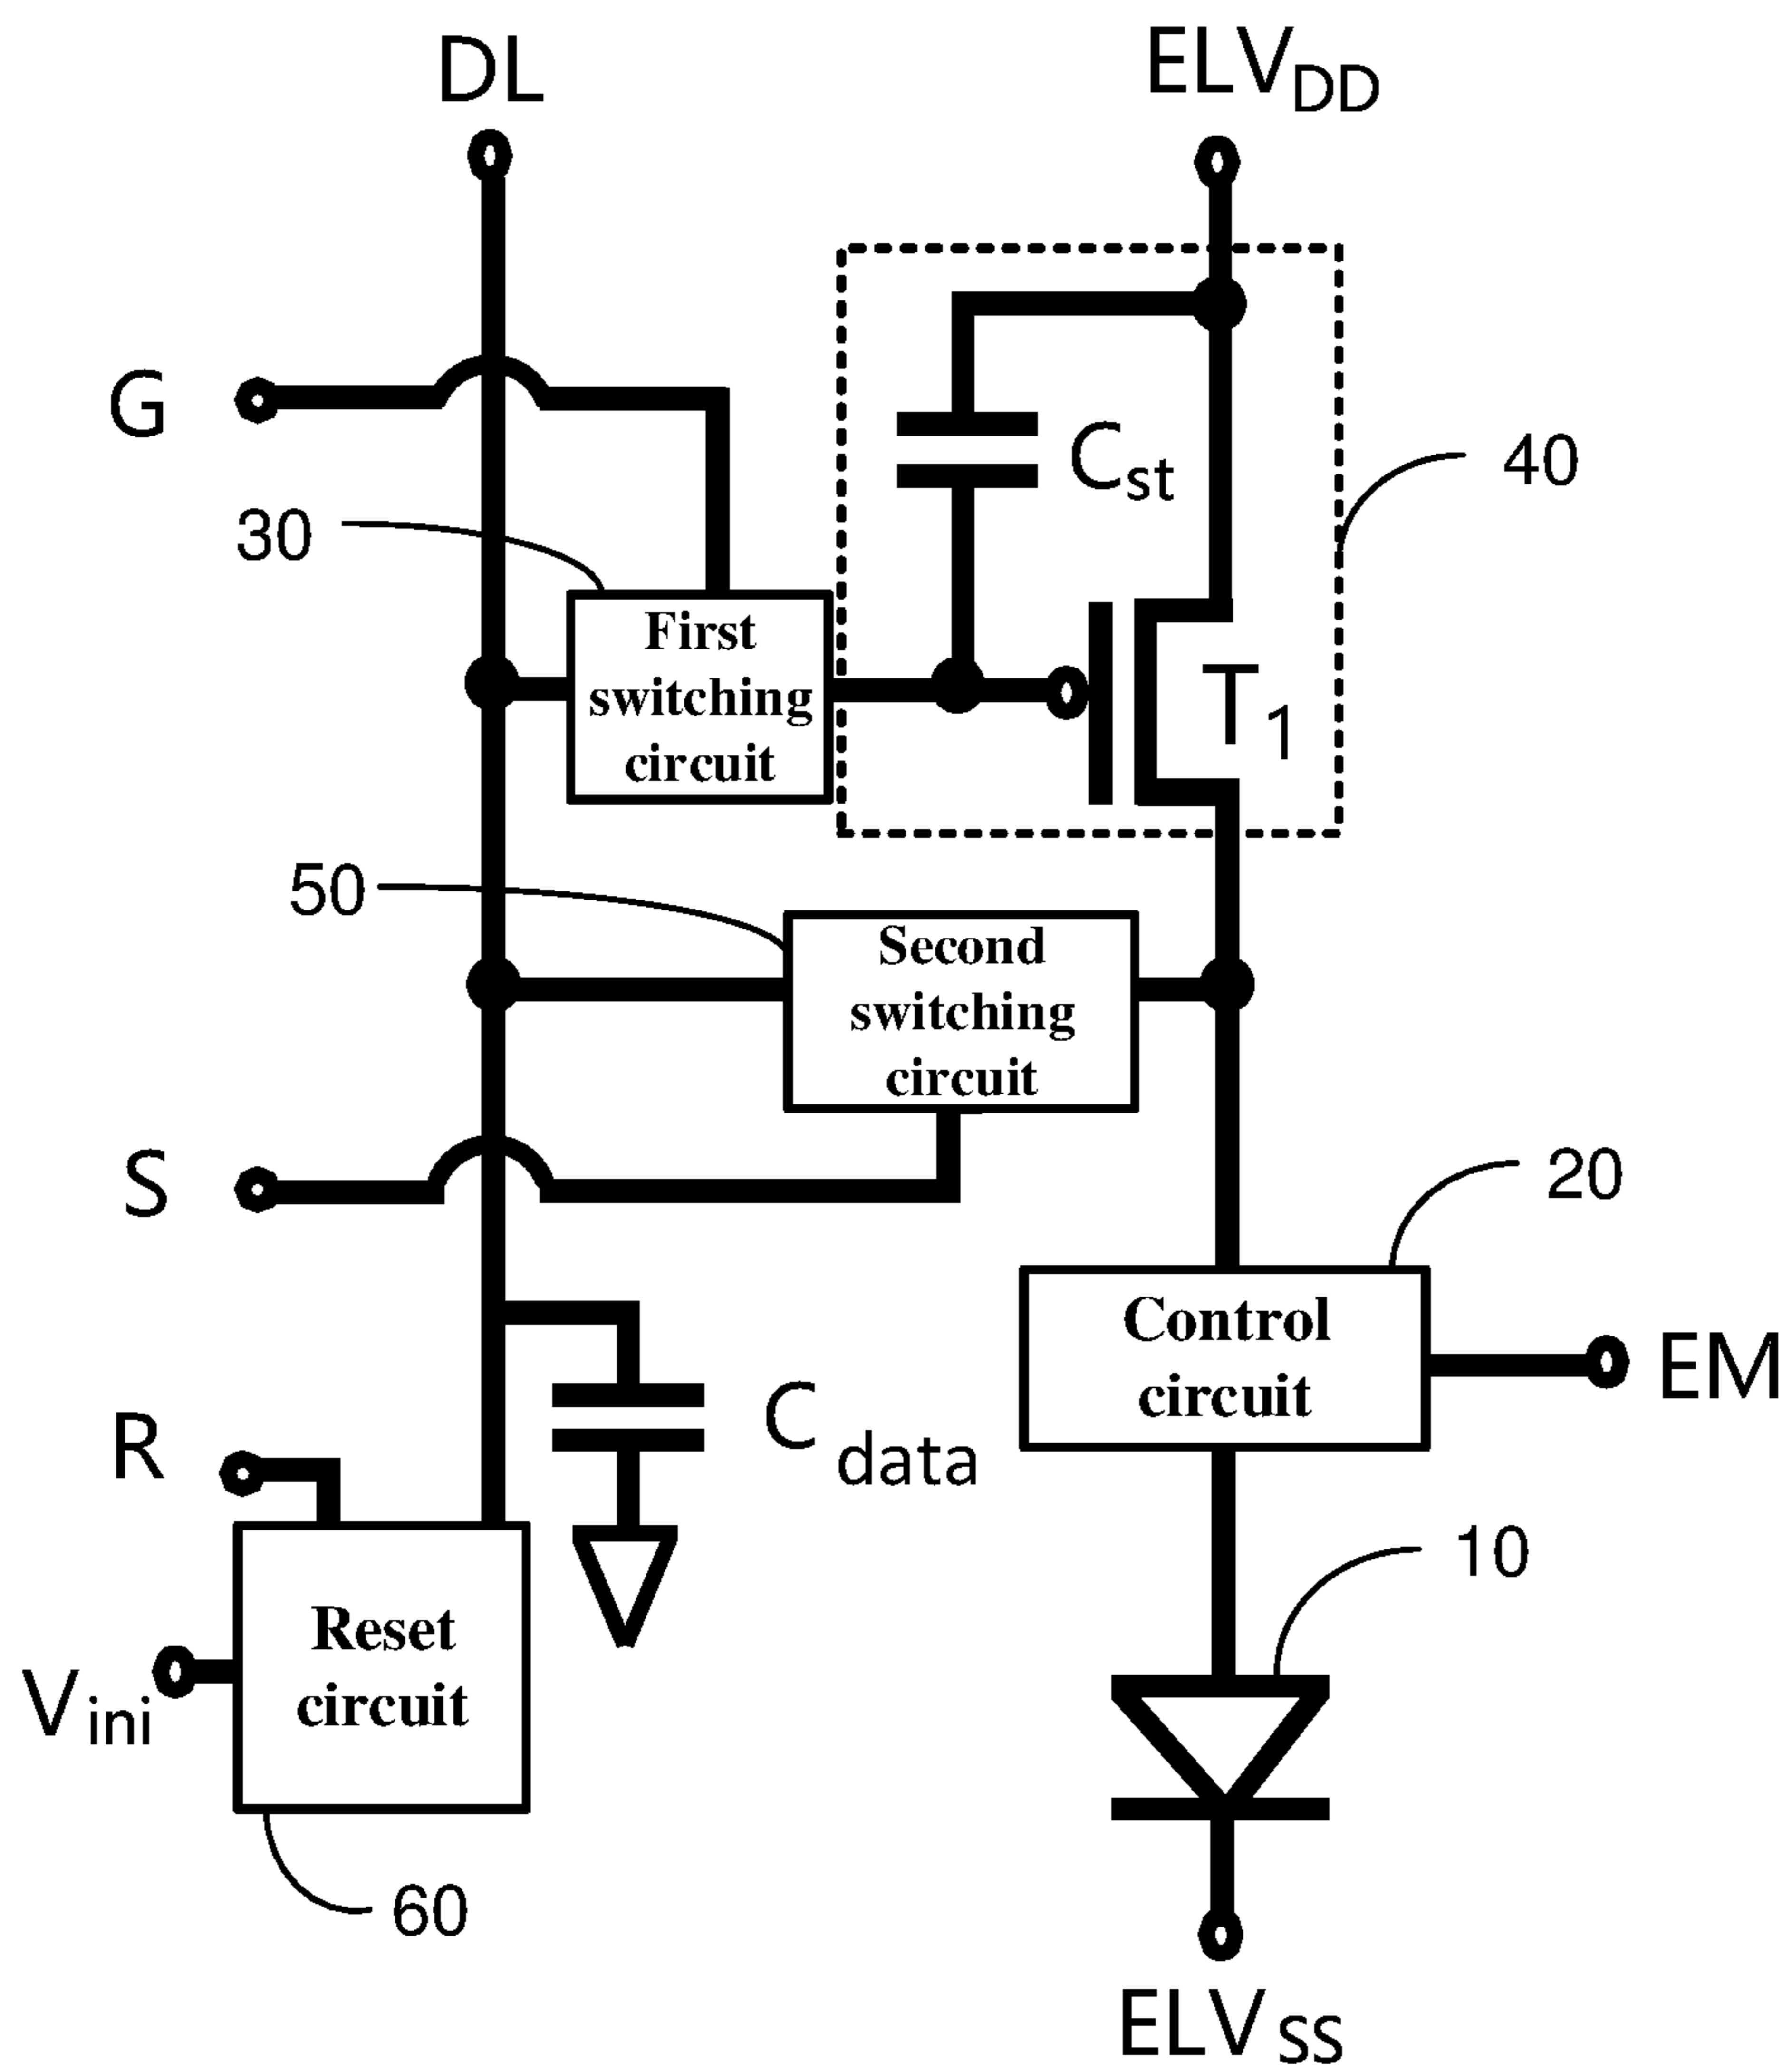 DL
ELVDD
G
Cst
40
30
First
switching
circuit
T1
50
Second
switching
circuit
S
20
Control
circuit
EM
R
Cdata
10
Reset
circuit
Vini
60
ELVSS